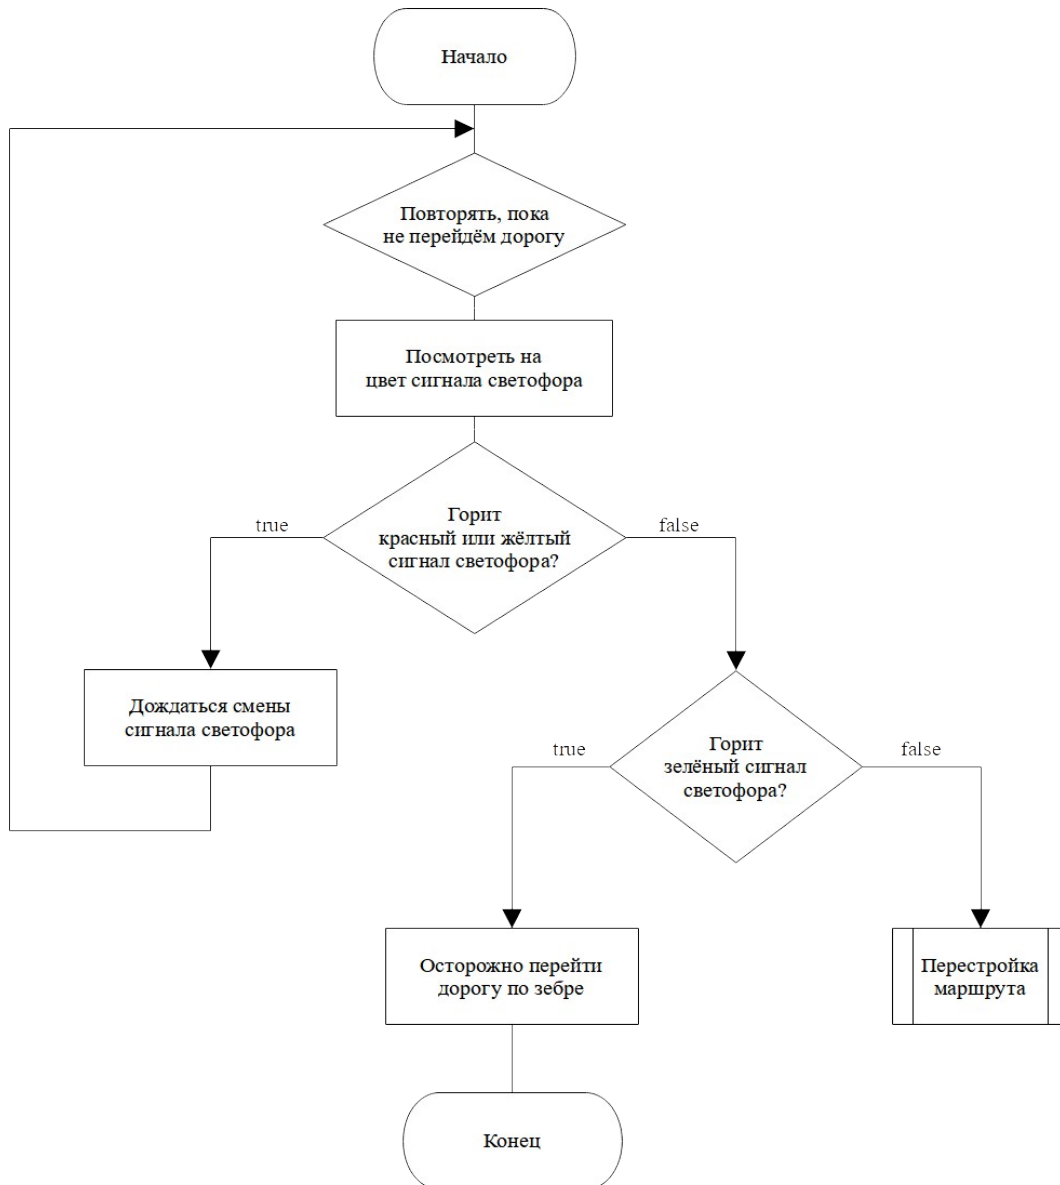 Начало
Повторять, пока
не перейдём дорогу
Посмотреть на
цвет сигнала светофора
Горит
красный или жёлтый
сигнал светофора?
true
false
Дождаться смены
сигнала светофора
Горит
зелёный сигнал
светофора?
true
false
Осторожно перейти
дорогу по зебре
Перестройка
маршрута
Конец